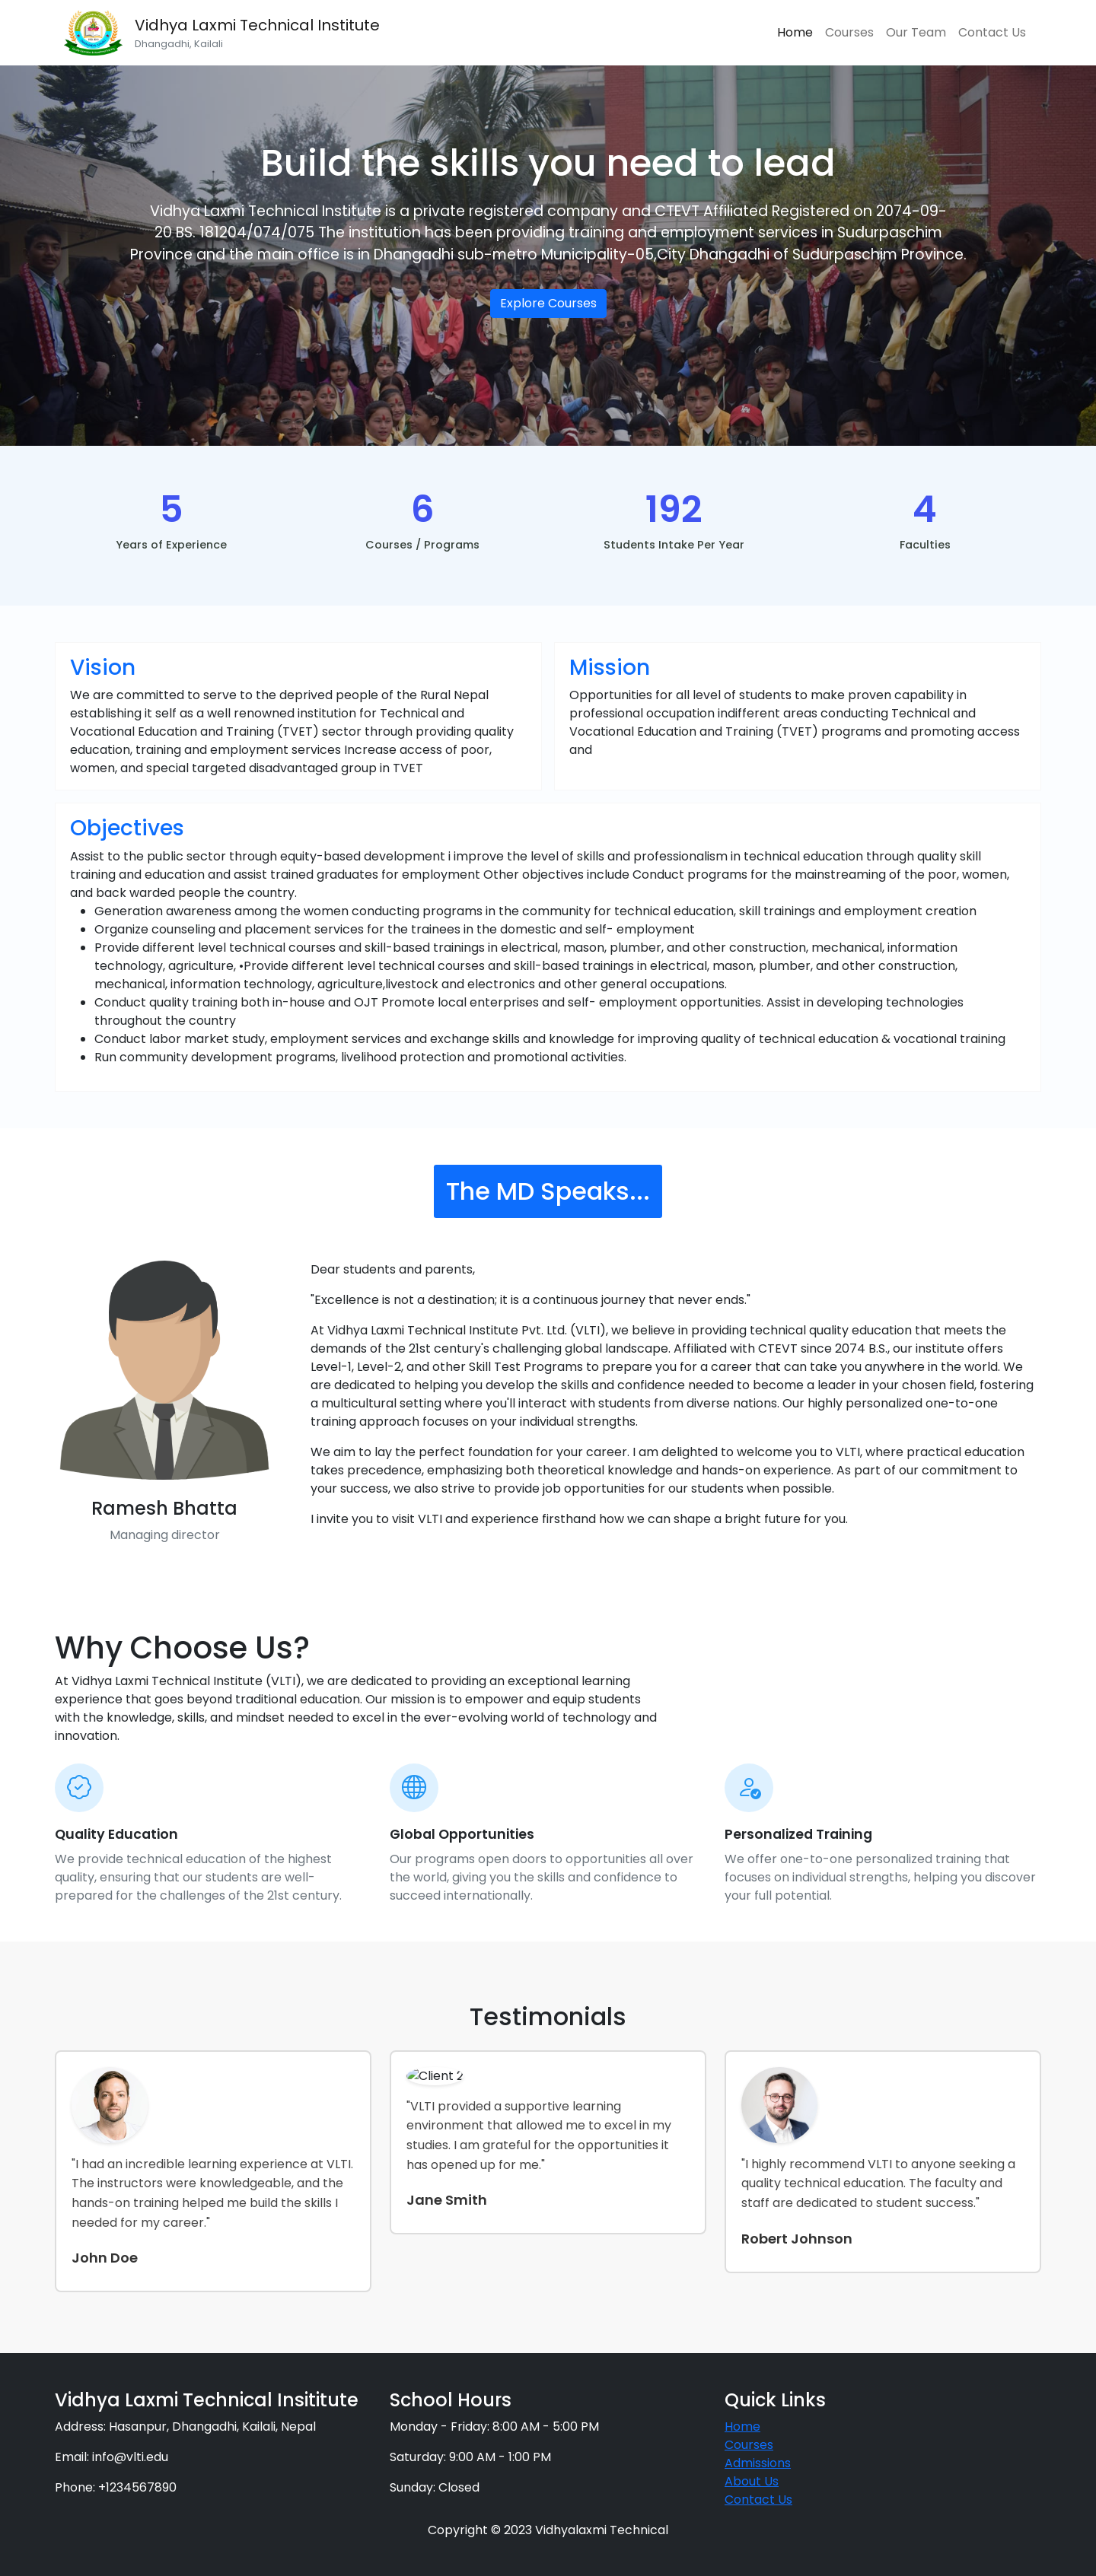 Vidhya Laxmi Technical Institute
Dhangadhi, Kailali
Home Courses Our Team Contact Us
Build the skills you need to lead
Vidhya Laxmi Technical Institute is a private registered company and CTEVT Affiliated Registered on 2074-09-
20 BS. 181204/074/075 The institution has been providing training and employment services in Sudurpaschim
Province and the main office is in Dhangadhi sub-metro Municipality-05,City Dhangadhi of Sudurpaschim Province.
Explore Courses
5
Years of Experience
6
Courses / Programs
192
Students Intake Per Year
4
Faculties
Vision
We are committed to serve to the deprived people of the Rural Nepal
establishing it self as a well renowned institution for Technical and
Vocational Education and Training (TVET) sector through providing quality
education, training and employment services Increase access of poor,
women, and special targeted disadvantaged group in TVET
Mission
Opportunities for all level of students to make proven capability in
professional occupation indifferent areas conducting Technical and
Vocational Education and Training (TVET) programs and promoting access
and
Objectives
Assist to the public sector through equity-based development i improve the level of skills and professionalism in technical education through quality skill
training and education and assist trained graduates for employment Other objectives include Conduct programs for the mainstreaming of the poor, women,
and back warded people the country.
• Generation awareness among the women conducting programs in the community for technical education, skill trainings and employment creation
• Organize counseling and placement services for the trainees in the domestic and self- employment
• Provide different level technical courses and skill-based trainings in electrical, mason, plumber, and other construction, mechanical, information
technology, agriculture, •Provide different level technical courses and skill-based trainings in electrical, mason, plumber, and other construction,
mechanical, information technology, agriculture,livestock and electronics and other general occupations.
• Conduct quality training both in-house and OJT Promote local enterprises and self- employment opportunities. Assist in developing technologies
throughout the country
• Conduct labor market study, employment services and exchange skills and knowledge for improving quality of technical education & vocational training
• Run community development programs, livelihood protection and promotional activities.
The MD Speaks...
Ramesh Bhatta
Managing director
Dear students and parents,
"Excellence is not a destination; it is a continuous journey that never ends."
At Vidhya Laxmi Technical Institute Pvt. Ltd. (VLTI), we believe in providing technical quality education that meets the
demands of the 21st century's challenging global landscape. Affiliated with CTEVT since 2074 B.S., our institute offers
Level-1, Level-2, and other Skill Test Programs to prepare you for a career that can take you anywhere in the world. We
are dedicated to helping you develop the skills and confidence needed to become a leader in your chosen field, fostering
a multicultural setting where you'll interact with students from diverse nations. Our highly personalized one-to-one
training approach focuses on your individual strengths.
We aim to lay the perfect foundation for your career. I am delighted to welcome you to VLTI, where practical education
takes precedence, emphasizing both theoretical knowledge and hands-on experience. As part of our commitment to
your success, we also strive to provide job opportunities for our students when possible.
I invite you to visit VLTI and experience firsthand how we can shape a bright future for you.
Why Choose Us?
At Vidhya Laxmi Technical Institute (VLTI), we are dedicated to providing an exceptional learning
experience that goes beyond traditional education. Our mission is to empower and equip students
with the knowledge, skills, and mindset needed to excel in the ever-evolving world of technology and
innovation.
Quality Education
We provide technical education of the highest
quality, ensuring that our students are well-
prepared for the challenges of the 21st century.
Global Opportunities
Our programs open doors to opportunities all over
the world, giving you the skills and confidence to
succeed internationally.
Personalized Training
We offer one-to-one personalized training that
focuses on individual strengths, helping you discover
your full potential.
Testimonials
"I had an incredible learning experience at VLTI.
The instructors were knowledgeable, and the
hands-on training helped me build the skills I
needed for my career."
John Doe
Client 2
"VLTI provided a supportive learning
environment that allowed me to excel in my
studies. I am grateful for the opportunities it
has opened up for me."
Jane Smith
"I highly recommend VLTI to anyone seeking a
quality technical education. The faculty and
staff are dedicated to student success."
Robert Johnson
Vidhya Laxmi Technical Insititute
Address: Hasanpur, Dhangadhi, Kailali, Nepal
Email: info@vlti.edu
Phone: +1234567890
School Hours
Monday - Friday: 8:00 AM - 5:00 PM
Saturday: 9:00 AM - 1:00 PM
Sunday: Closed
Quick Links
Home
Courses
Admissions
About Us
Contact Us
Copyright © 2023 Vidhyalaxmi Technical